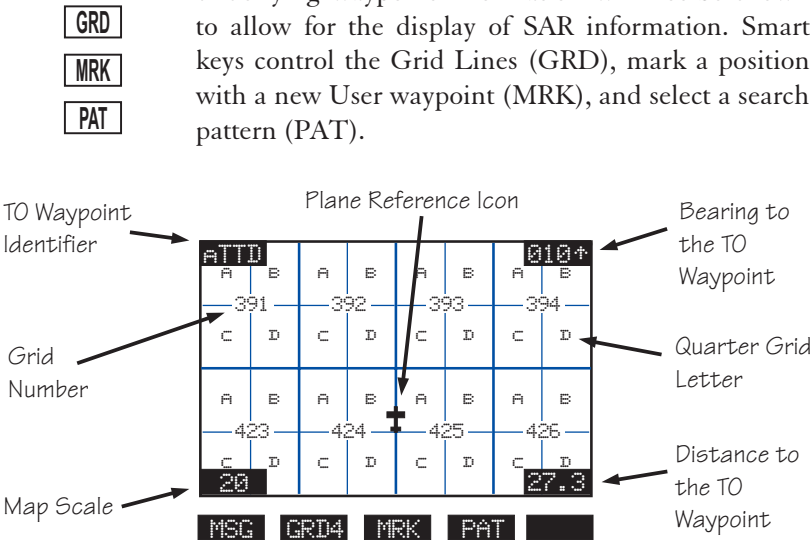 GRD
MRK
PAT
to allow for the display of SAR information. Smart
keys control the Grid Lines (GRD), mark a position
with a new User waypoint (MRK), and select a search
pattern (PAT).
TO Waypoint
Identifier
Plane Reference Icon
Bearing to
the TO
Waypoint
aTTD
010↑
A B A B A B A B
391 392 393 394
C D C D C D C D
Grid
Number
Quarter Grid
Letter
A B A B A B A B
423 424 425 426
C D C D C D C D
20
27.3
Map Scale
Distance to
the TO
Waypoint
MSG GRD4 MRK PAT